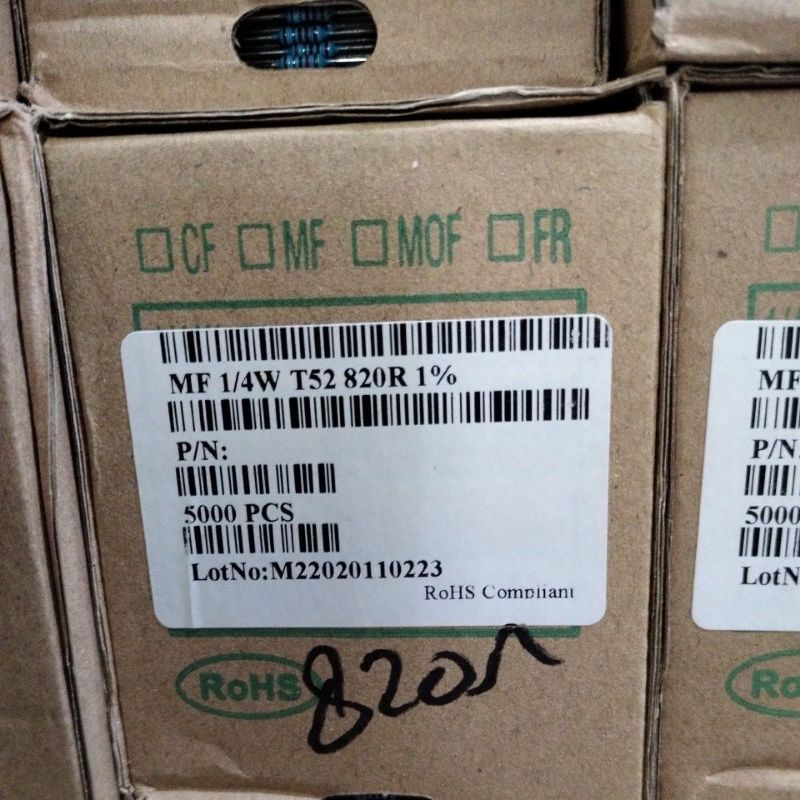 CF MF MOF FR
MF 1/4W T52 820R 1%
P/N:
5000 PCS
LotNo:M22020110223
RoHS Compliant
RoHS
820Ω
MF
P/N:
5000
LotN
Ro